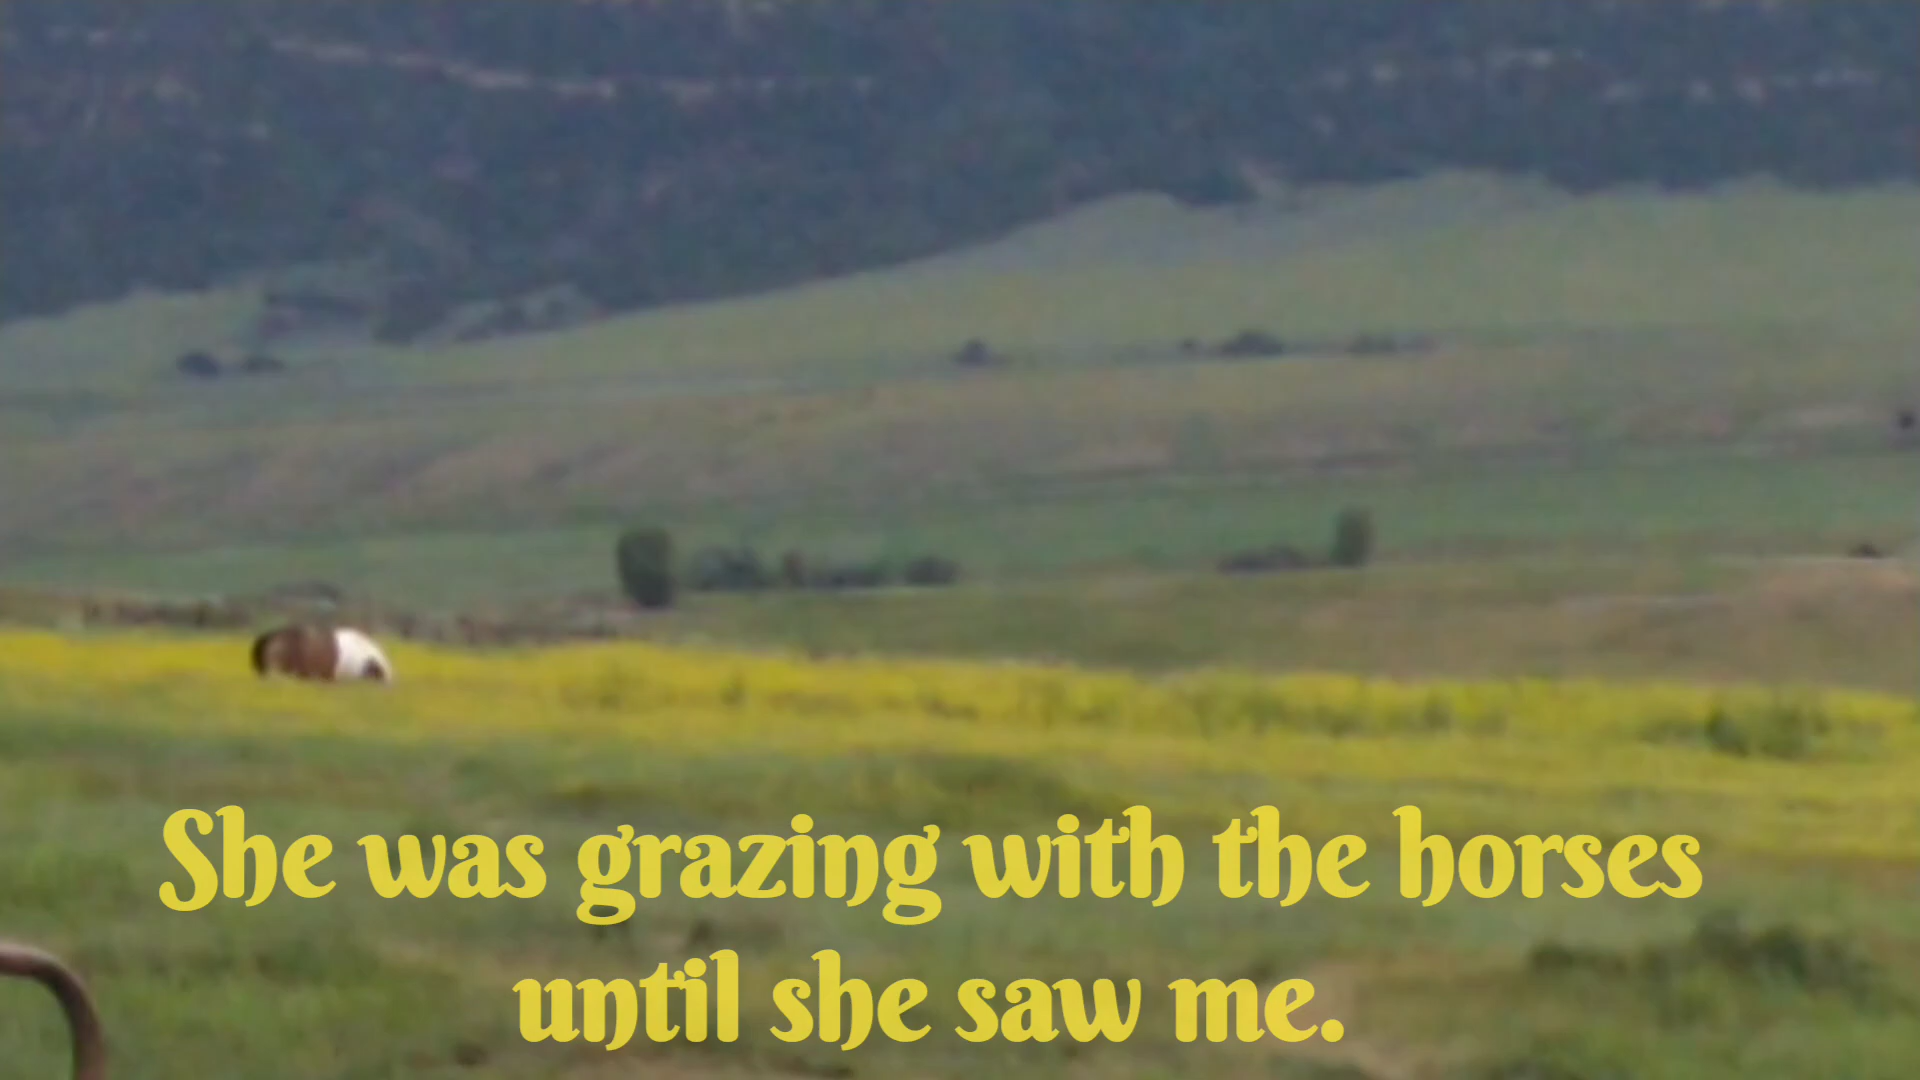 She was grazing with the horses
until she saw me.